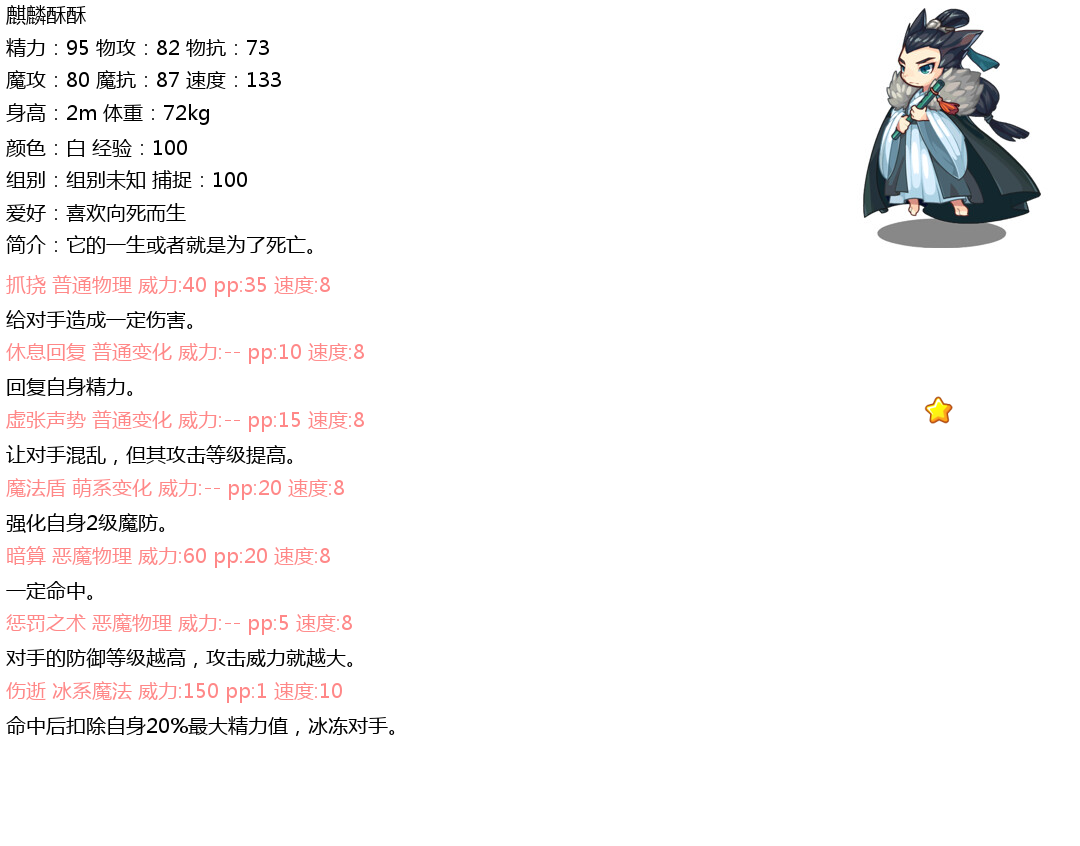 麒麟酥酥
精力：95 物攻：82 物抗：73
魔攻：80 魔抗：87 速度：133
身高：2m 体重：72kg
颜色：白 经验：100
组别：组别未知 捕捉：100
爱好：喜欢向死而生
简介：它的一生或者就是为了死亡。
抓挠 普通物理 威力:40 pp:35 速度:8
给对手造成一定伤害。
休息回复 普通变化 威力:-- pp:10 速度:8
回复自身精力。
虚张声势 普通变化 威力:-- pp:15 速度:8
让对手混乱，但其攻击等级提高。
魔法盾 萌系变化 威力:-- pp:20 速度:8
强化自身2级魔防。
暗算 恶魔物理 威力:60 pp:20 速度:8
一定命中。
惩罚之术 恶魔物理 威力:-- pp:5 速度:8
对手的防御等级越高，攻击威力就越大。
伤逝 冰系魔法 威力:150 pp:1 速度:10
命中后扣除自身20%最大精力值，冰冻对手。